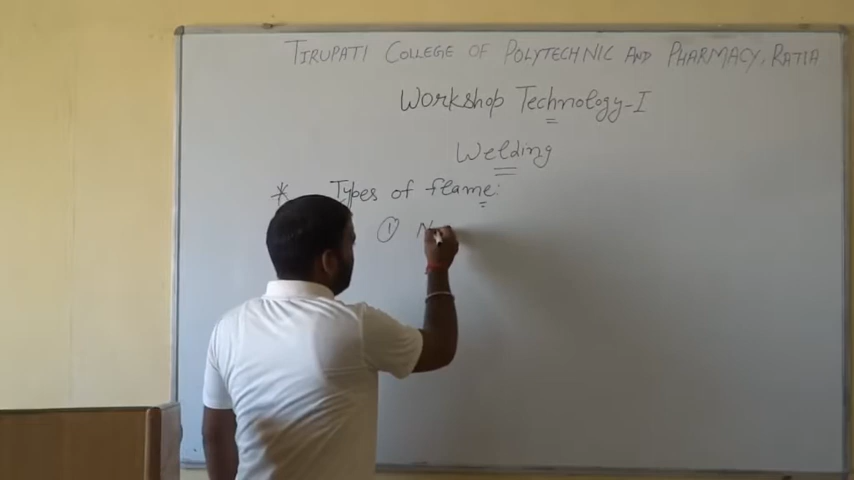 TIRUPATI COLLEGE OF POLYTECHNIC AND PHARMACY, RATIA
Workshop Technology-I
Welding
* Types of flame:
① N